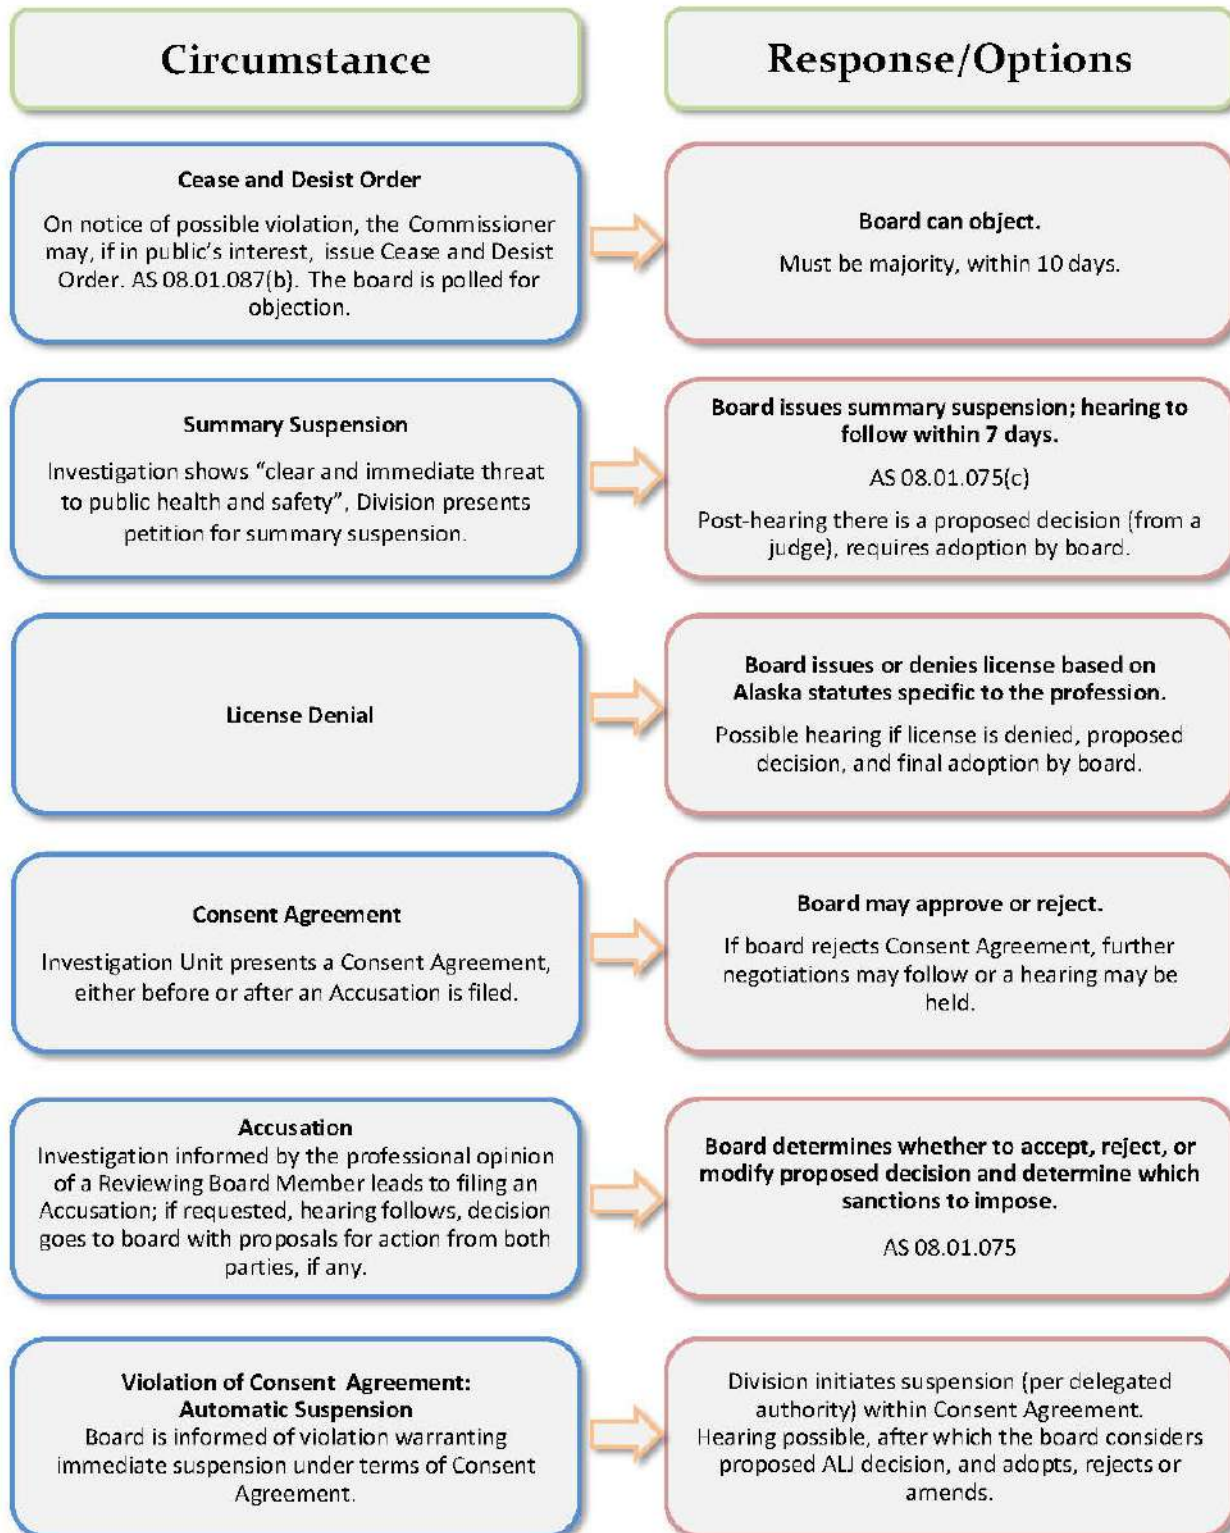 Circumstance
Response/Options
Cease and Desist Order
On notice of possible violation, the Commissioner
may, if in public's interest, issue Cease and Desist
Order. AS 08.01.087(b). The board is polled for
objection.
Board can object.
Must be majority, within 10 days.
Summary Suspension
Investigation shows “clear and immediate threat
to public health and safety”, Division presents
petition for summary suspension.
Board issues summary suspension; hearing to
follow within 7 days.
AS 08.01.075(c)
Post-hearing there is a proposed decision (from a
judge), requires adoption by board.
License Denial
Board issues or denies license based on
Alaska statutes specific to the profession.
Possible hearing if license is denied, proposed
decision, and final adoption by board.
Consent Agreement
Investigation Unit presents a Consent Agreement,
either before or after an Accusation is filed.
Board may approve or reject.
If board rejects Consent Agreement, further
negotiations may follow or a hearing may be
held.
Accusation
Investigation informed by the professional opinion
of a Reviewing Board Member leads to filing an
Accusation; if requested, hearing follows, decision
goes to board with proposals for action from both
parties, if any.
Board determines whether to accept, reject, or
modify proposed decision and determine which
sanctions to impose.
AS 08.01.075
Violation of Consent Agreement:
Automatic Suspension
Board is informed of violation warranting
immediate suspension under terms of Consent
Agreement.
Division initiates suspension (per delegated
authority) within Consent Agreement.
Hearing possible, after which the board considers
proposed ALJ decision, and adopts, rejects or
amends.